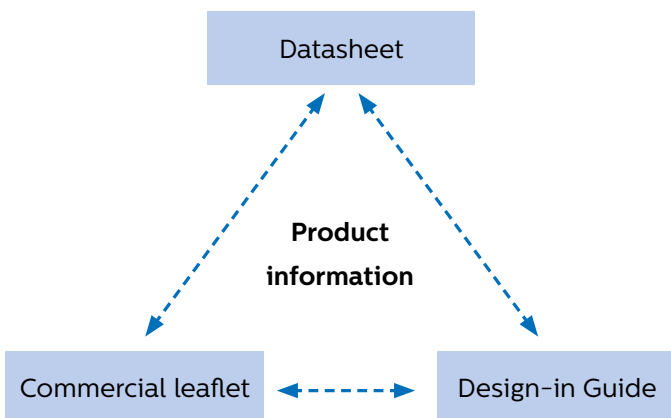 Datasheet
Product
information
Commercial leaflet
Design-in Guide